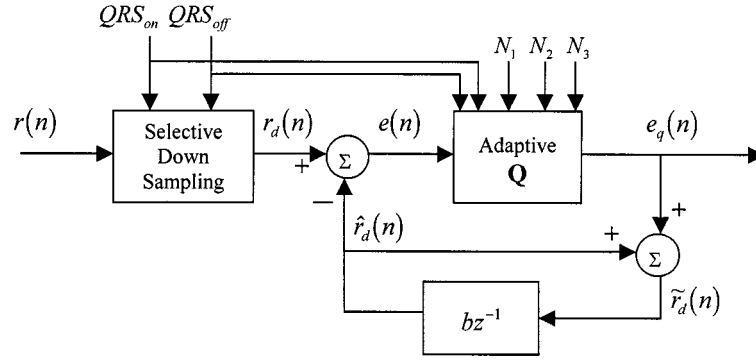 QRS_on QRS_off
N_1 N_2 N_3
r(n)
Selective
Down
Sampling
r_d(n)
+
Σ
−
e(n)
Adaptive
Q
e_q(n)
r̂_d(n)
+
+
Σ
r̃_d(n)
bz^{-1}